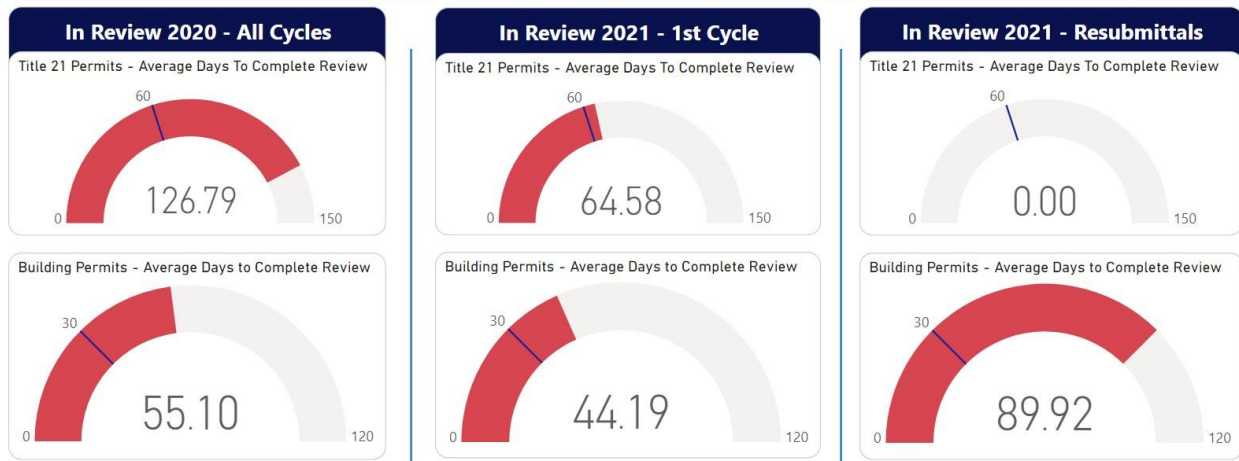 In Review 2020 - All Cycles
Title 21 Permits - Average Days To Complete Review
60
126.79
0
150
Building Permits - Average Days to Complete Review
30
55.10
0
120
In Review 2021 - 1st Cycle
Title 21 Permits - Average Days To Complete Review
60
64.58
0
150
Building Permits - Average Days to Complete Review
30
44.19
0
120
In Review 2021 - Resubmittals
Title 21 Permits - Average Days To Complete Review
60
0.00
0
150
Building Permits - Average Days to Complete Review
30
89.92
0
120